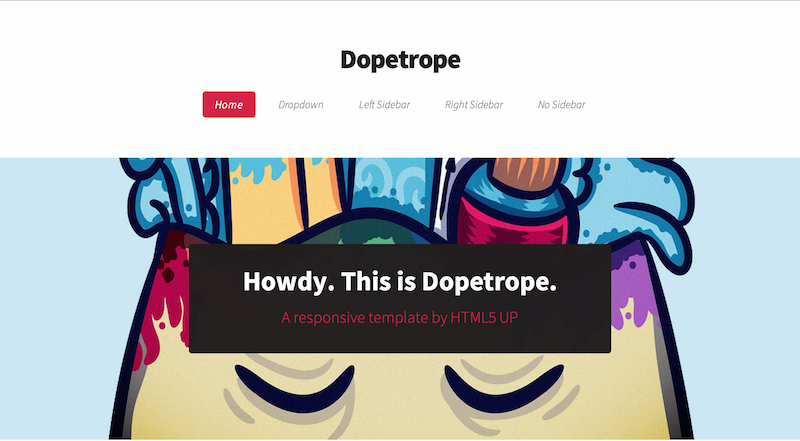 Dopetrope
Home Dropdown Left Sidebar Right Sidebar No Sidebar
Howdy. This is Dopetrope.
A responsive template by HTML5 UP